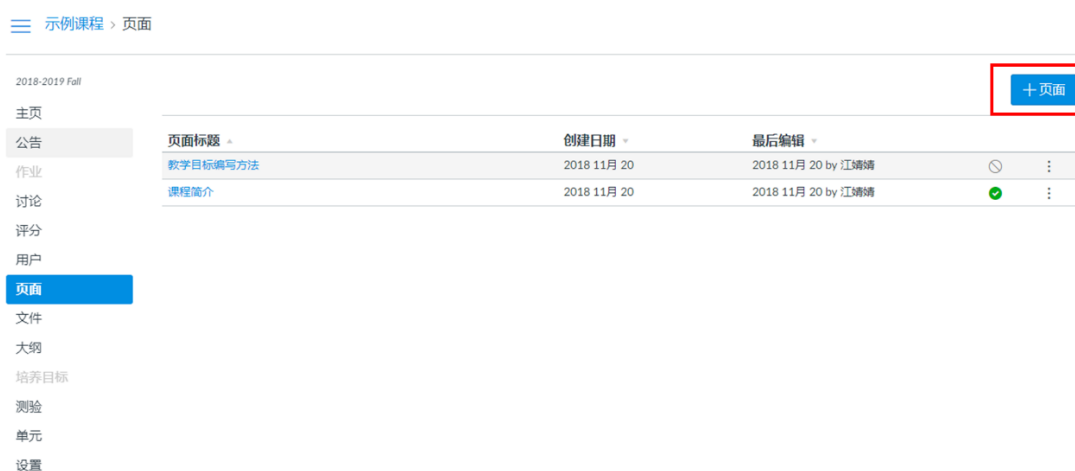 示例课程 › 页面
2018-2019 Fall
+页面
主页
公告
作业
讨论
评分
用户
页面
文件
大纲
培养目标
测验
单元
设置
页面标题 创建日期 最后编辑
教学目标编写方法 2018 11月 20 2018 11月 20 by 江婧婧
课程简介 2018 11月 20 2018 11月 20 by 江婧婧